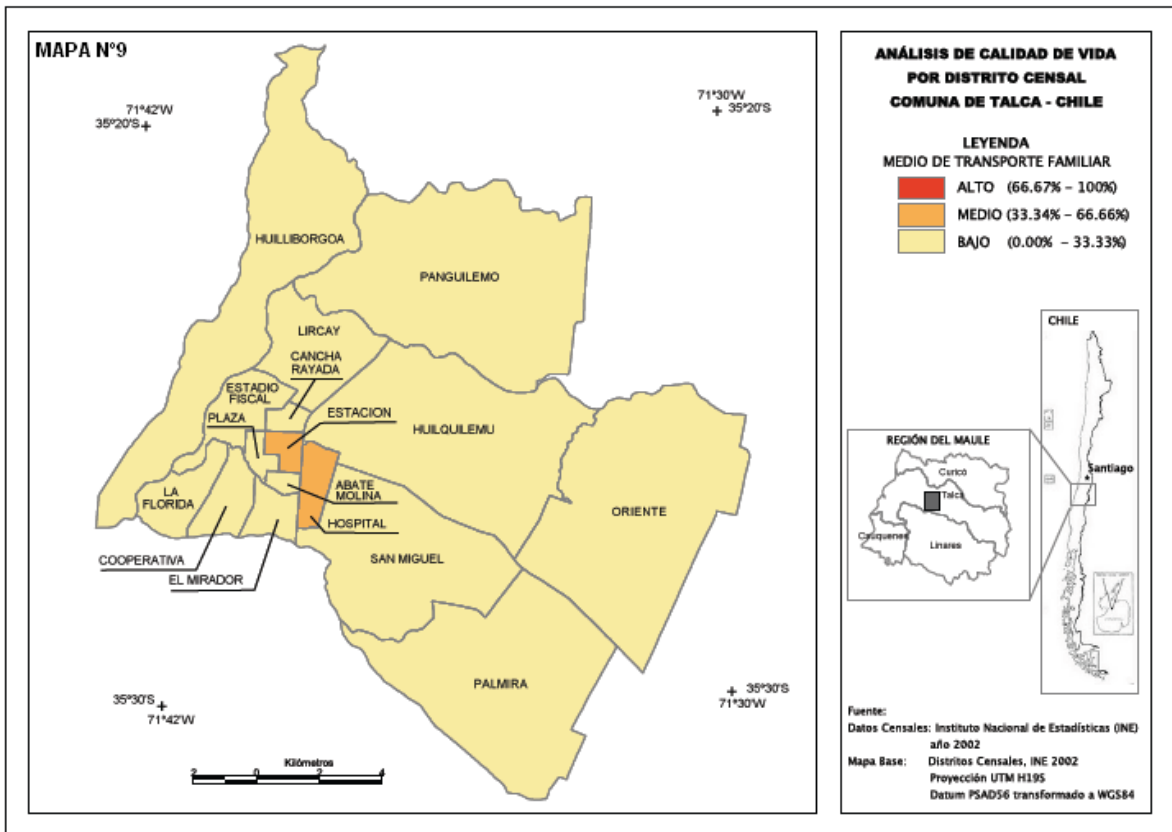 MAPA N°9
71°42'W
35°20'S
71°30'W
35°20'S
HUILLIBORGOA
PANGUILEMO
LIRCAY
CANCHA
RAYADA
ESTADIO
FISCAL
PLAZA
ESTACION
HUILQUILEMU
LA
FLORIDA
ABATE
MOLINA
HOSPITAL
ORIENTE
COOPERATIVA
EL MIRADOR
SAN MIGUEL
PALMIRA
35°30'S
71°42'W
35°30'S
71°30'W
Kilómetros
2 0 2 4
ANÁLISIS DE CALIDAD DE VIDA
POR DISTRITO CENSAL
COMUNA DE TALCA - CHILE
LEYENDA
MEDIO DE TRANSPORTE FAMILIAR
ALTO (66.67% - 100%)
MEDIO (33.34% - 66.66%)
BAJO (0.00% - 33.33%)
CHILE
Santiago
REGIÓN DEL MAULE
Curicó
Talca
Cauquenes
Linares
Fuente:
Datos Censales: Instituto Nacional de Estadísticas (INE)
año 2002
Mapa Base: Distritos Censales, INE 2002
Proyección UTM H19S
Datum PSAD56 transformado a WGS84